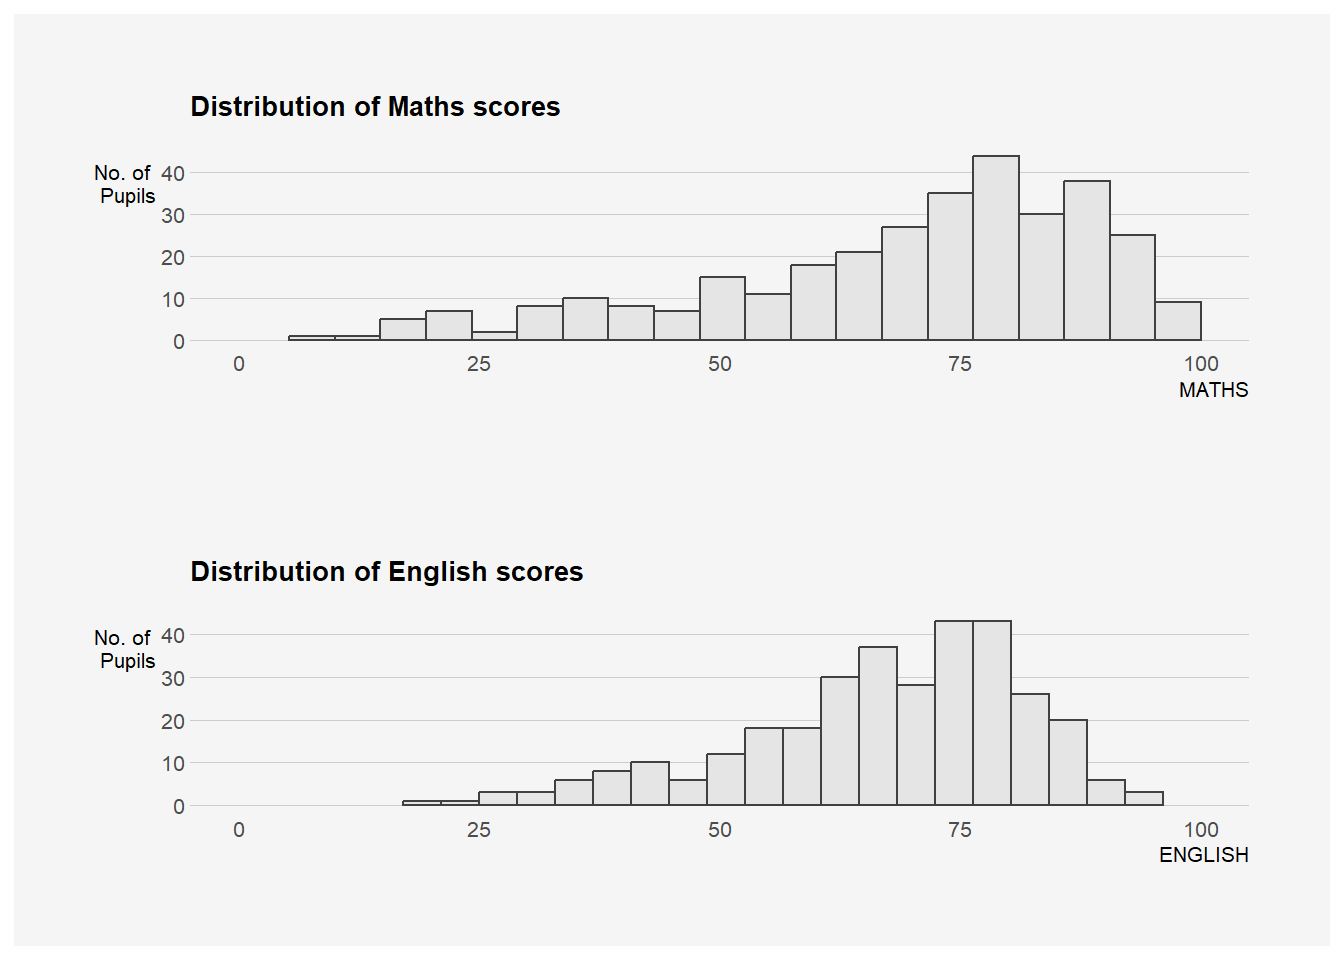 Distribution of Maths scores
No. of
Pupils
40
30
20
10
0
0 25 50 75 100
MATHS
Distribution of English scores
No. of
Pupils
40
30
20
10
0
0 25 50 75 100
ENGLISH